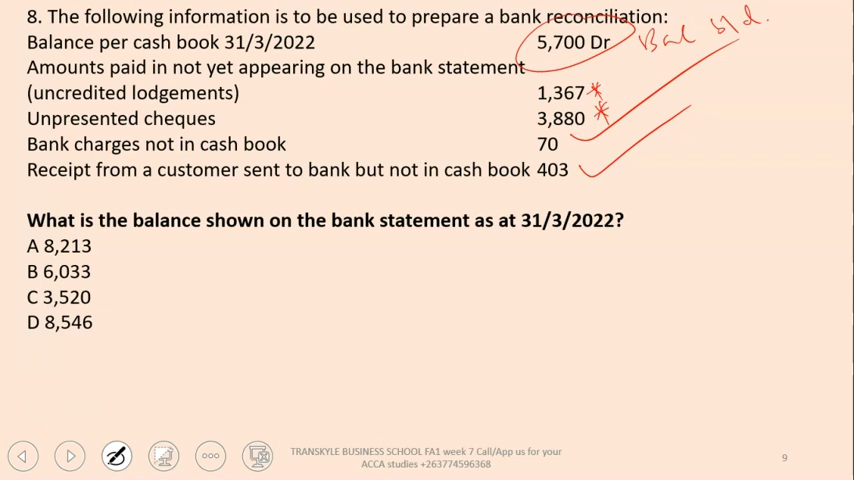 8. The following information is to be used to prepare a bank reconciliation:
Balance per cash book 31/3/2022 5,700 Dr Bal b/d.
Amounts paid in not yet appearing on the bank statement
(uncredited lodgements) 1,367 *
Unpresented cheques 3,880 *
Bank charges not in cash book 70
Receipt from a customer sent to bank but not in cash book 403
What is the balance shown on the bank statement as at 31/3/2022?
A 8,213
B 6,033
C 3,520
D 8,546
TRANSKYLE BUSINESS SCHOOL FA1 week 7 Call/App us for your
ACCA studies +263774596368
9